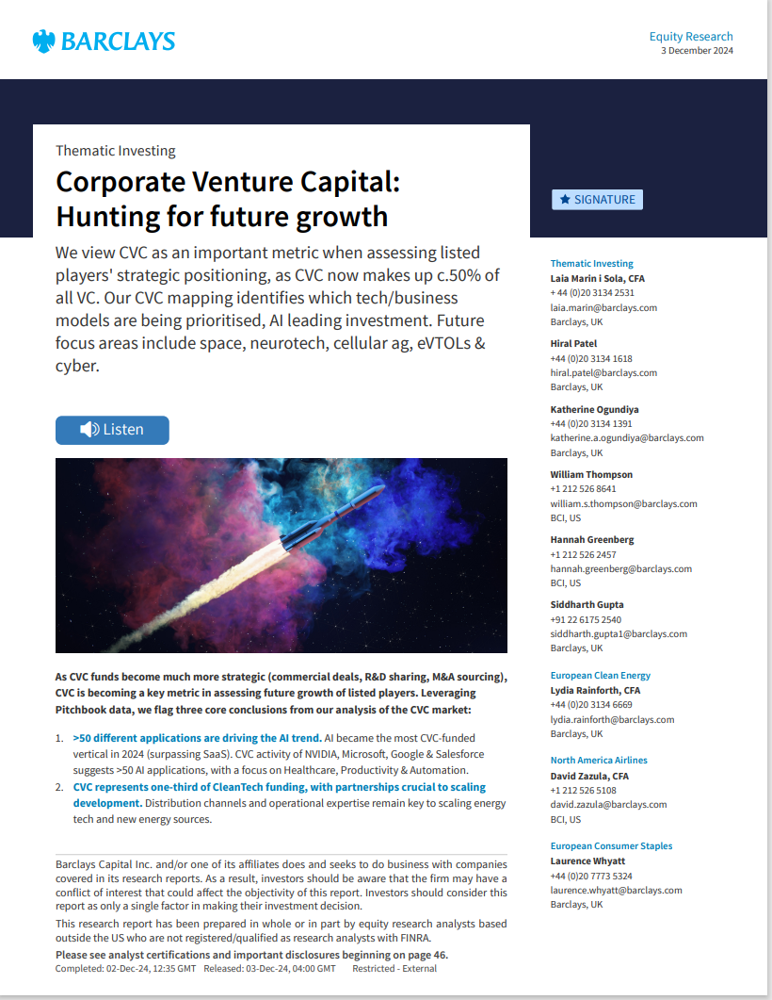 BARCLAYS
Equity Research
3 December 2024
Thematic Investing
Corporate Venture Capital:
Hunting for future growth
SIGNATURE
We view CVC as an important metric when assessing listed
players' strategic positioning, as CVC now makes up c.50% of
all VC. Our CVC mapping identifies which tech/business
models are being prioritised, AI leading investment. Future
focus areas include space, neurotech, cellular ag, eVTOLs &
cyber.
Listen
As CVC funds become much more strategic (commercial deals, R&D sharing, M&A sourcing),
CVC is becoming a key metric in assessing future growth of listed players. Leveraging
Pitchbook data, we flag three core conclusions from our analysis of the CVC market:
1. >50 different applications are driving the AI trend. AI became the most CVC-funded
vertical in 2024 (surpassing SaaS). CVC activity of NVIDIA, Microsoft, Google & Salesforce
suggests >50 AI applications, with a focus on Healthcare, Productivity & Automation.
2. CVC represents one-third of CleanTech funding, with partnerships crucial to scaling
development. Distribution channels and operational expertise remain key to scaling energy
tech and new energy sources.
Barclays Capital Inc. and/or one of its affiliates does and seeks to do business with companies
covered in its research reports. As a result, investors should be aware that the firm may have a
conflict of interest that could affect the objectivity of this report. Investors should consider this
report as only a single factor in making their investment decision.
This research report has been prepared in whole or in part by equity research analysts based
outside the US who are not registered/qualified as research analysts with FINRA.
Please see analyst certifications and important disclosures beginning on page 46.
Completed: 02-Dec-24, 12:35 GMT Released: 03-Dec-24, 04:00 GMT Restricted - External
Thematic Investing
Laia Marin i Sola, CFA
+ 44 (0)20 3134 2531
laia.marin@barclays.com
Barclays, UK
Hiral Patel
+44 (0)20 3134 1618
hiral.patel@barclays.com
Barclays, UK
Katherine Ogundiya
+44 (0)20 3134 1391
katherine.a.ogundiya@barclays.com
Barclays, UK
William Thompson
+1 212 526 8641
william.s.thompson@barclays.com
BCI, US
Hannah Greenberg
+1 212 526 2457
hannah.greenberg@barclays.com
BCI, US
Siddharth Gupta
+91 22 6175 2540
siddharth.gupta1@barclays.com
Barclays, UK
European Clean Energy
Lydia Rainforth, CFA
+44 (0)20 3134 6669
lydia.rainforth@barclays.com
Barclays, UK
North America Airlines
David Zazula, CFA
+1 212 526 5108
david.zazula@barclays.com
BCI, US
European Consumer Staples
Laurence Whyatt
+44 (0)20 7773 5324
laurence.whyatt@barclays.com
Barclays, UK